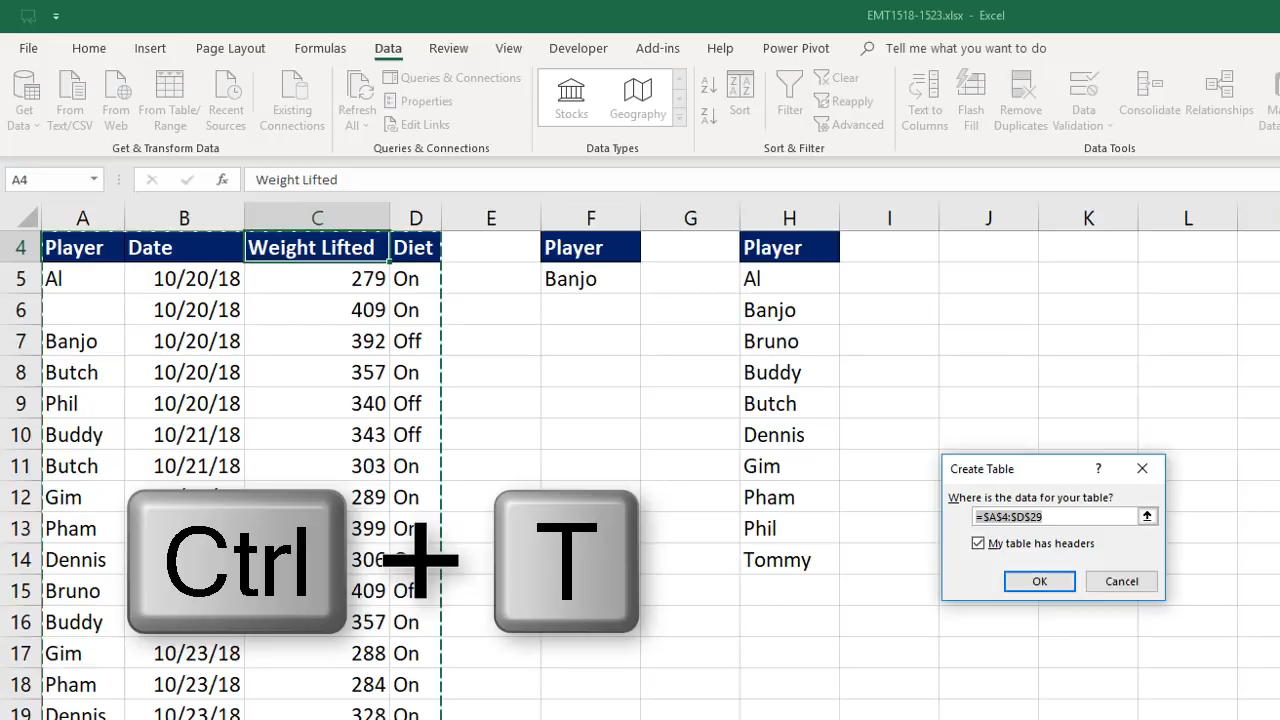 EMT1518-1523.xlsx - Excel
File Home Insert Page Layout Formulas Data Review View Developer Add-ins Help Power Pivot Tell me what you want to do
Get Data From Text/CSV From Web From Table/ Range Recent Sources Existing Connections
Refresh All Queries & Connections Properties Edit Links
Stocks Geography
Sort Filter Clear Reapply Advanced
Text to Columns Flash Fill Remove Duplicates Data Validation Consolidate Relationships
Get & Transform Data Queries & Connections Data Types Sort & Filter Data Tools
A4 fx Weight Lifted
A B C D E F G H I J K L
4 Player Date Weight Lifted Diet Player Player
5 Al 10/20/18 279 On Banjo Al
6 10/20/18 409 On Banjo
7 Banjo 10/20/18 392 Off Bruno
8 Butch 10/20/18 357 On Buddy
9 Phil 10/20/18 340 Off Butch
10 Buddy 10/21/18 343 Off Dennis
11 Butch 10/21/18 303 On Gim
12 Gim 289 On Pham
13 Pham 399 Phil
14 Dennis 306 Tommy
15 Bruno 409
16 Buddy 357 On
17 Gim 10/23/18 288 On
18 Pham 10/23/18 284 On
19 Dennis 10/23/18 328 On
Ctrl + T
Create Table ?
Where is the data for your table?
=$A$4:$D$29
My table has headers
OK Cancel